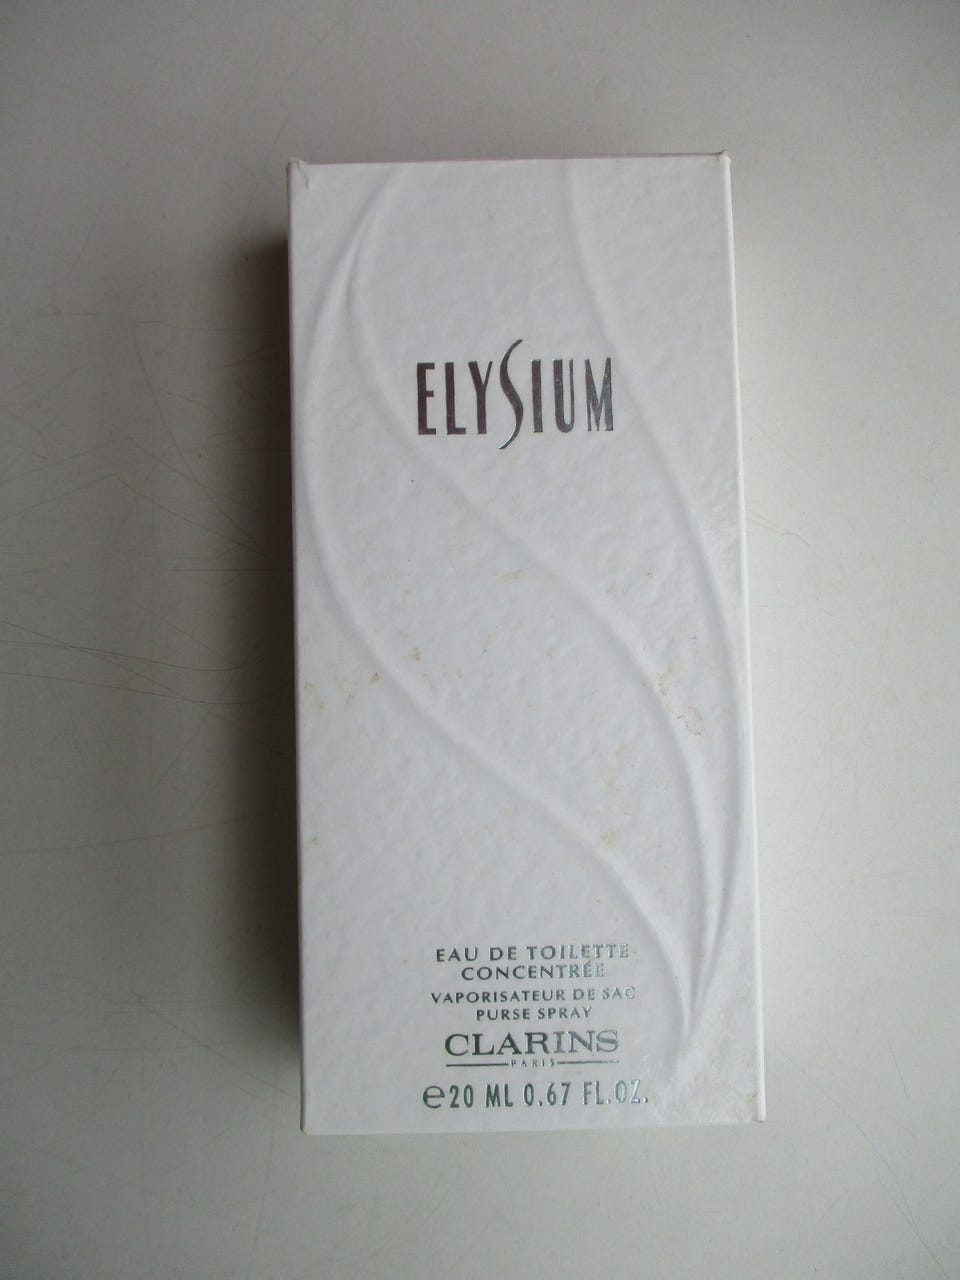 ELYSIUM
EAU DE TOILETTE
CONCENTRÉE
VAPORISATEUR DE SAC
PURSE SPRAY
CLARINS
PARIS
℮20 ML 0.67 FL.OZ.